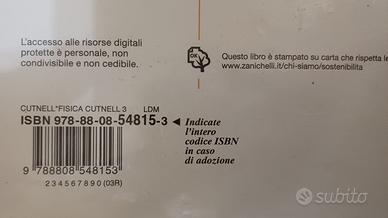 L'accesso alle risorse digitali
protette è personale, non
condivisibile e non cedibile.
OK
Questo libro è stampato su carta che rispetta le
www.zanichelli.it/chi-siamo/sostenibilita
CUTNELL*FISICA CUTNELL 3 LDM
ISBN 978-88-08-54815-3
Indicate
l'intero
codice ISBN
in caso
di adozione
9 788808 548153
2 3 4 5 6 7 8 9 0 (03R)
subito